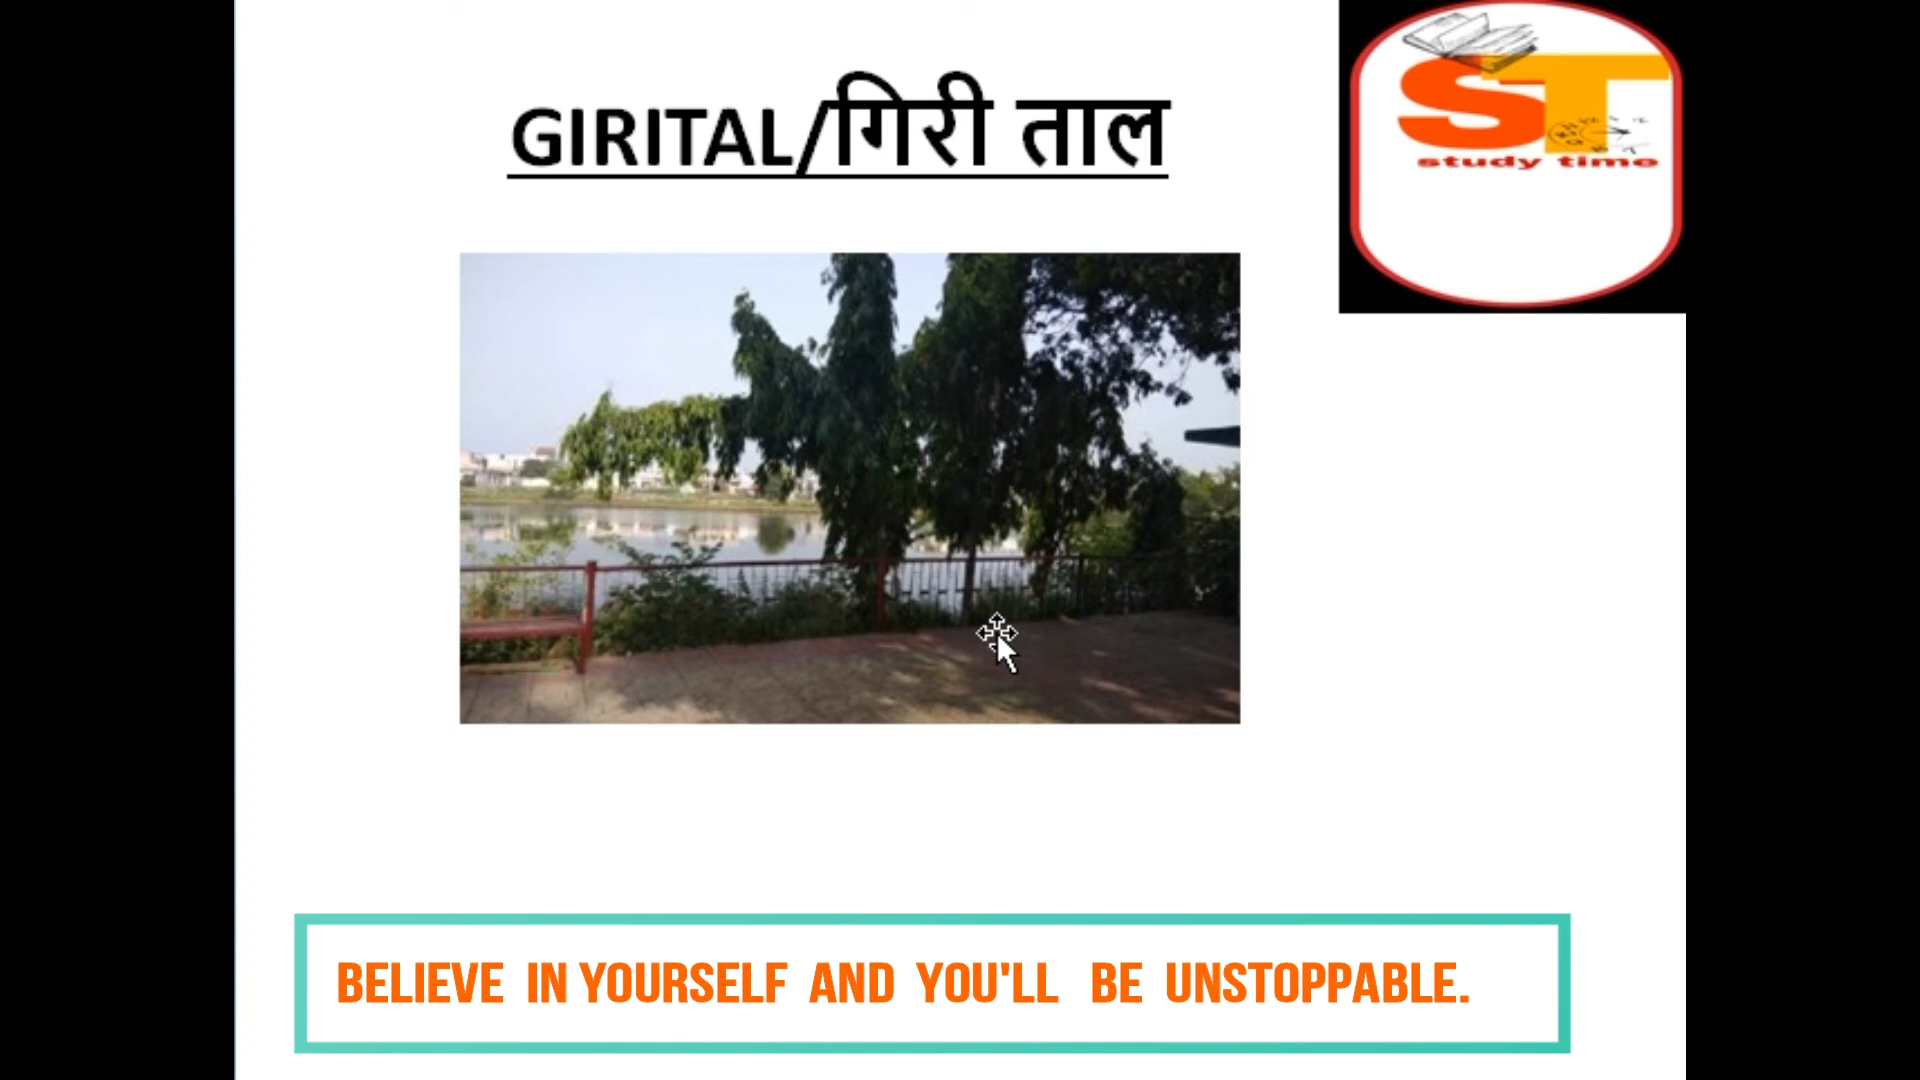 GIRITAL/गिरी ताल
ST
study time
BELIEVE IN YOURSELF AND YOU'LL BE UNSTOPPABLE.